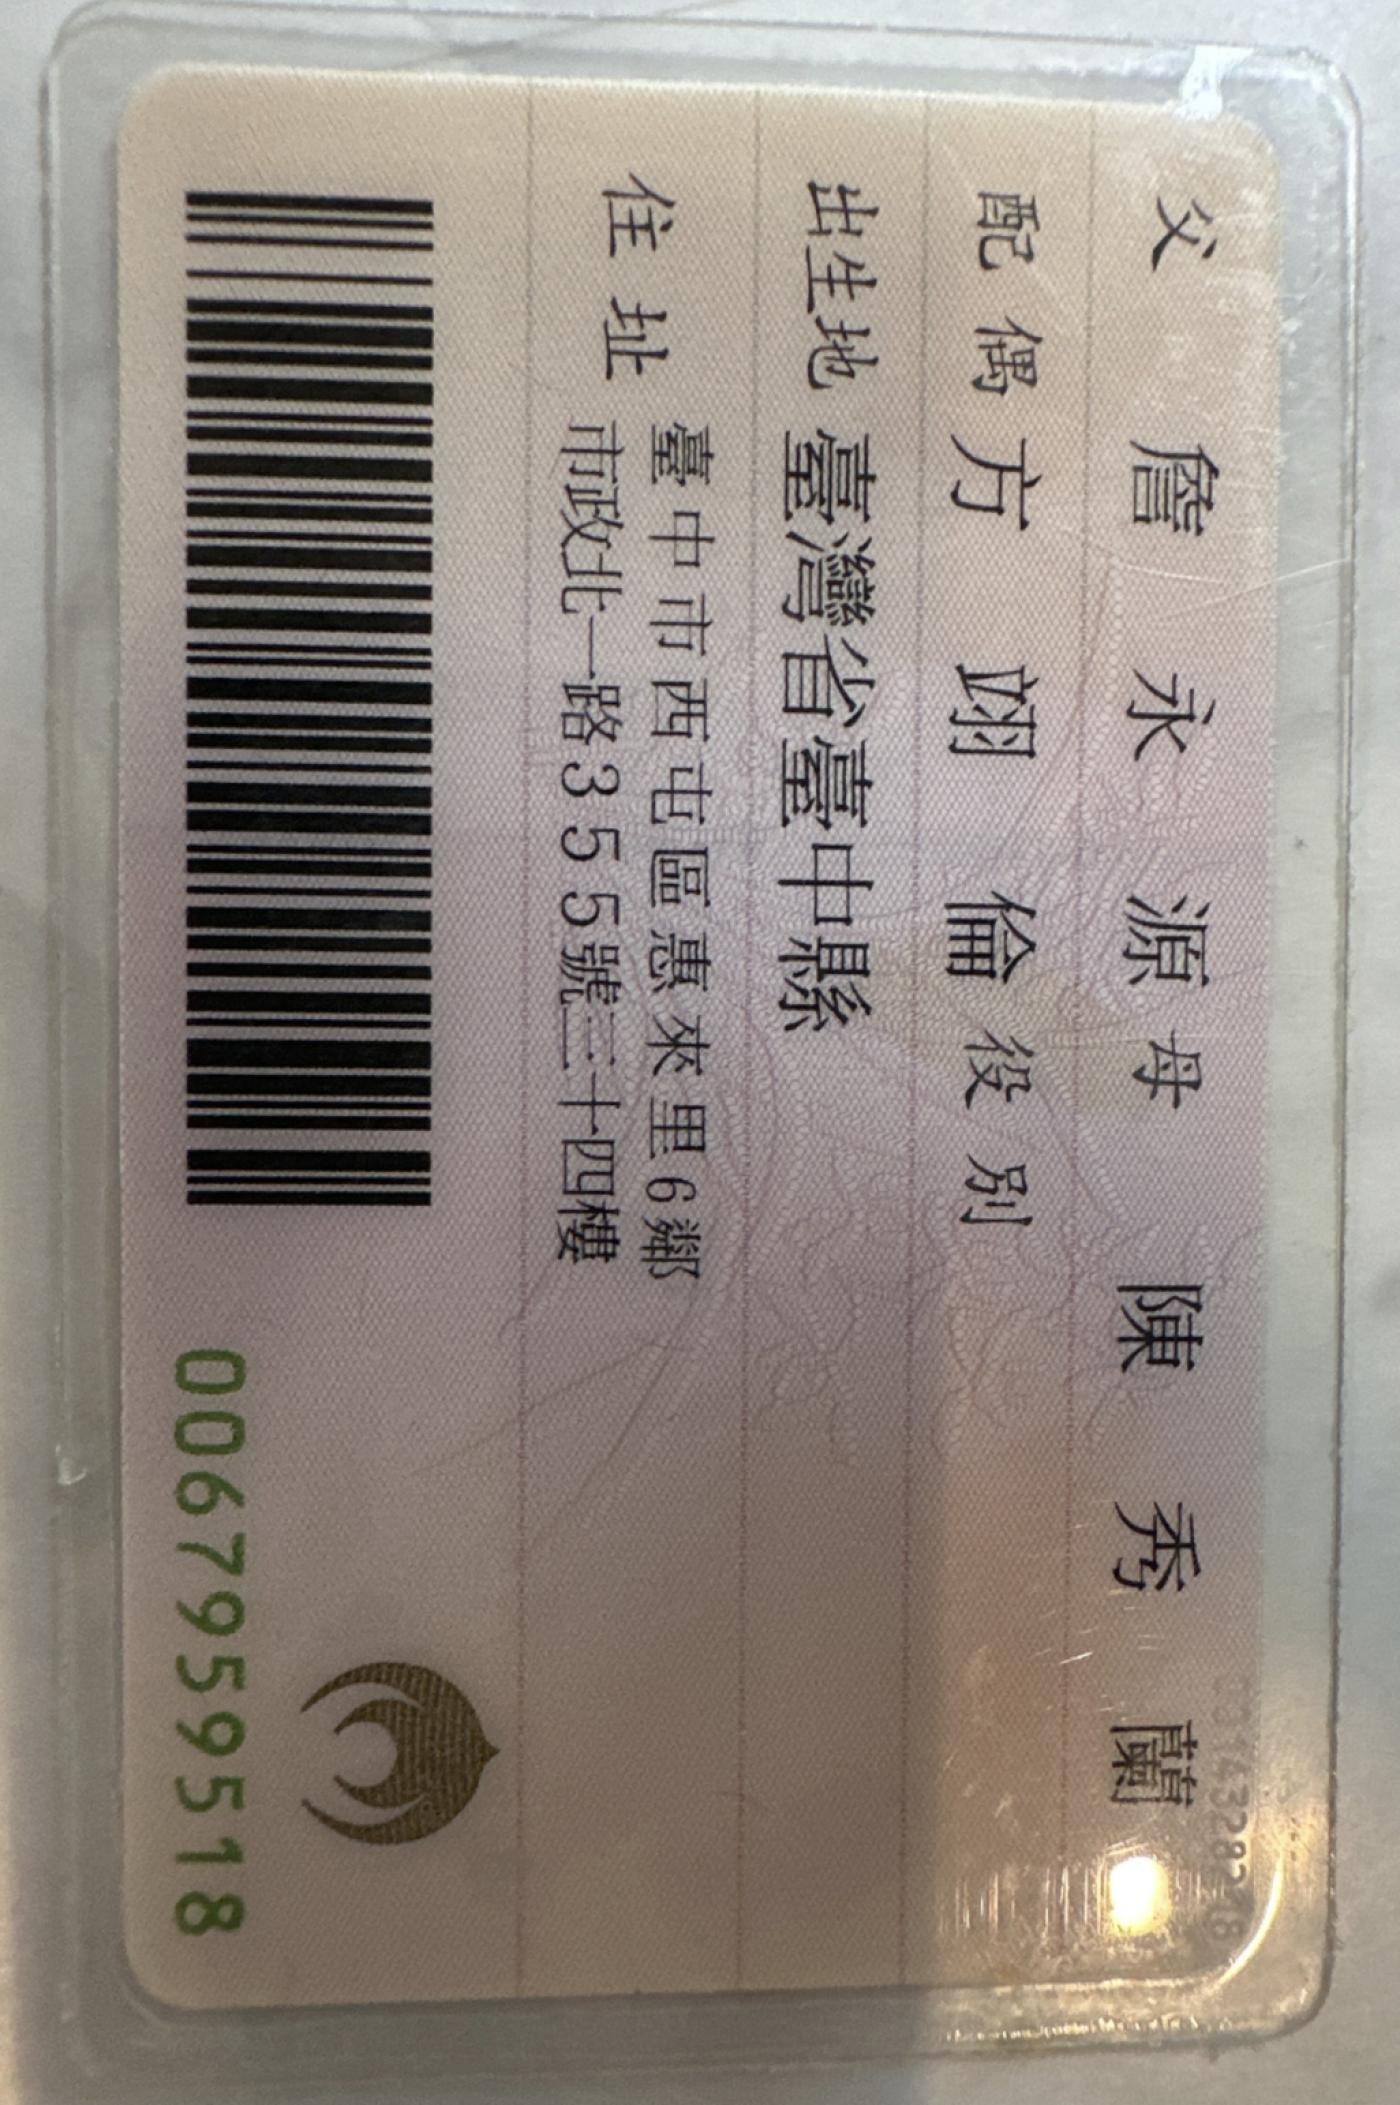 父 詹永源 母 陳秀蘭
配偶 方翊倫 役別
出生地 臺灣省臺中縣
住址 臺中市西屯區惠來里6鄰
市政北一路355號三十四樓
0067959518